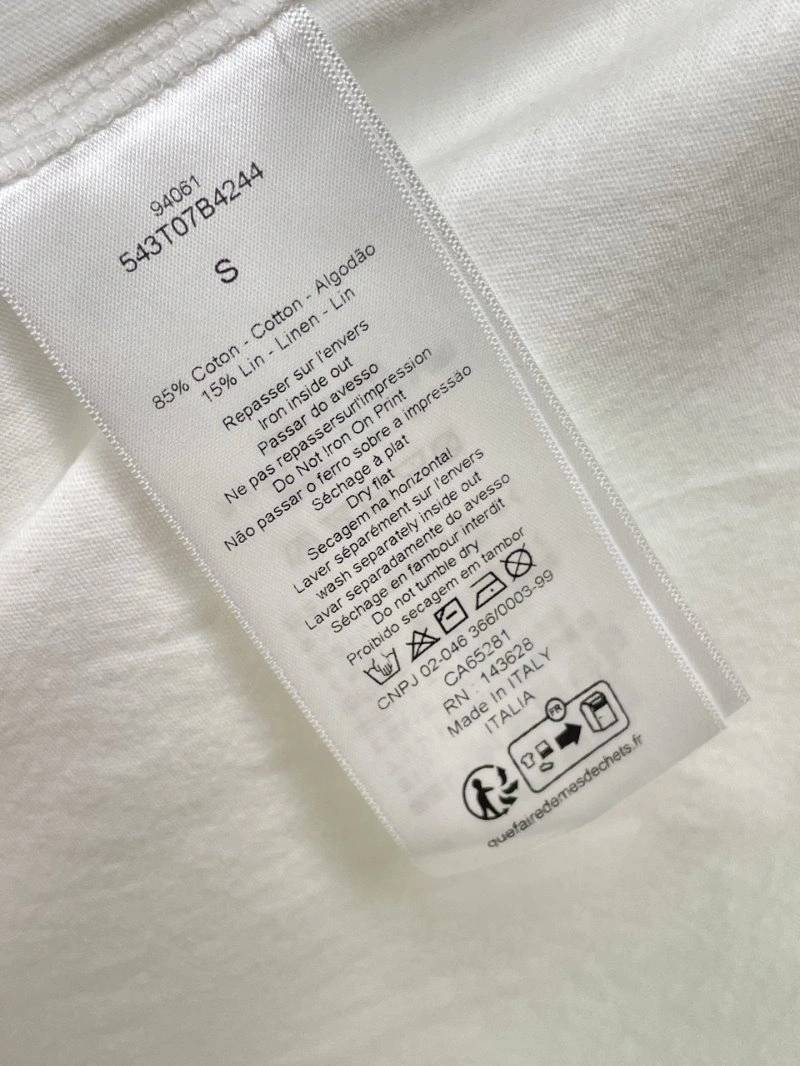 94061
543T07B4244
S
85% Coton - Cotton - Algodão
15% Lin - Linen - Lin
Repasser sur l'envers
Iron inside out
Passar do avesso
Ne pas repassersurl'impression
Do Not Iron On Print
Não passar o ferro sobre a impressão
Séchage à plat
Dry flat
Secagem na horizontal
Laver séparément sur l'envers
wash separately inside out
Lavar separadamente do avesso
Séchage en fambour interdit
Do not tumble dry
Proibido secagem em tambor
CNPJ 02-046 366/0003-99
CA65281
RN : 143628
Made In ITALY
ITALIA
FR
quefairedemesdechets.fr